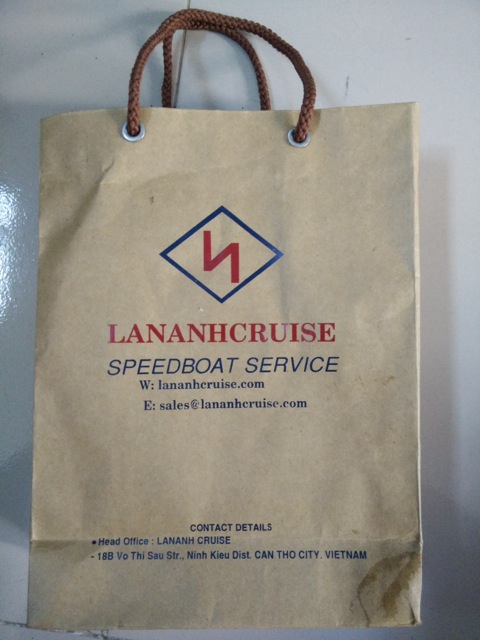 LANANHCRUISE
SPEEDBOAT SERVICE
W: lananhcruise.com
E: sales@lananhcruise.com
CONTACT DETAILS
• Head Office : LANANH CRUISE
- 18B Vo Thi Sau Str., Ninh Kieu Dist. CAN THO CITY. VIETNAM